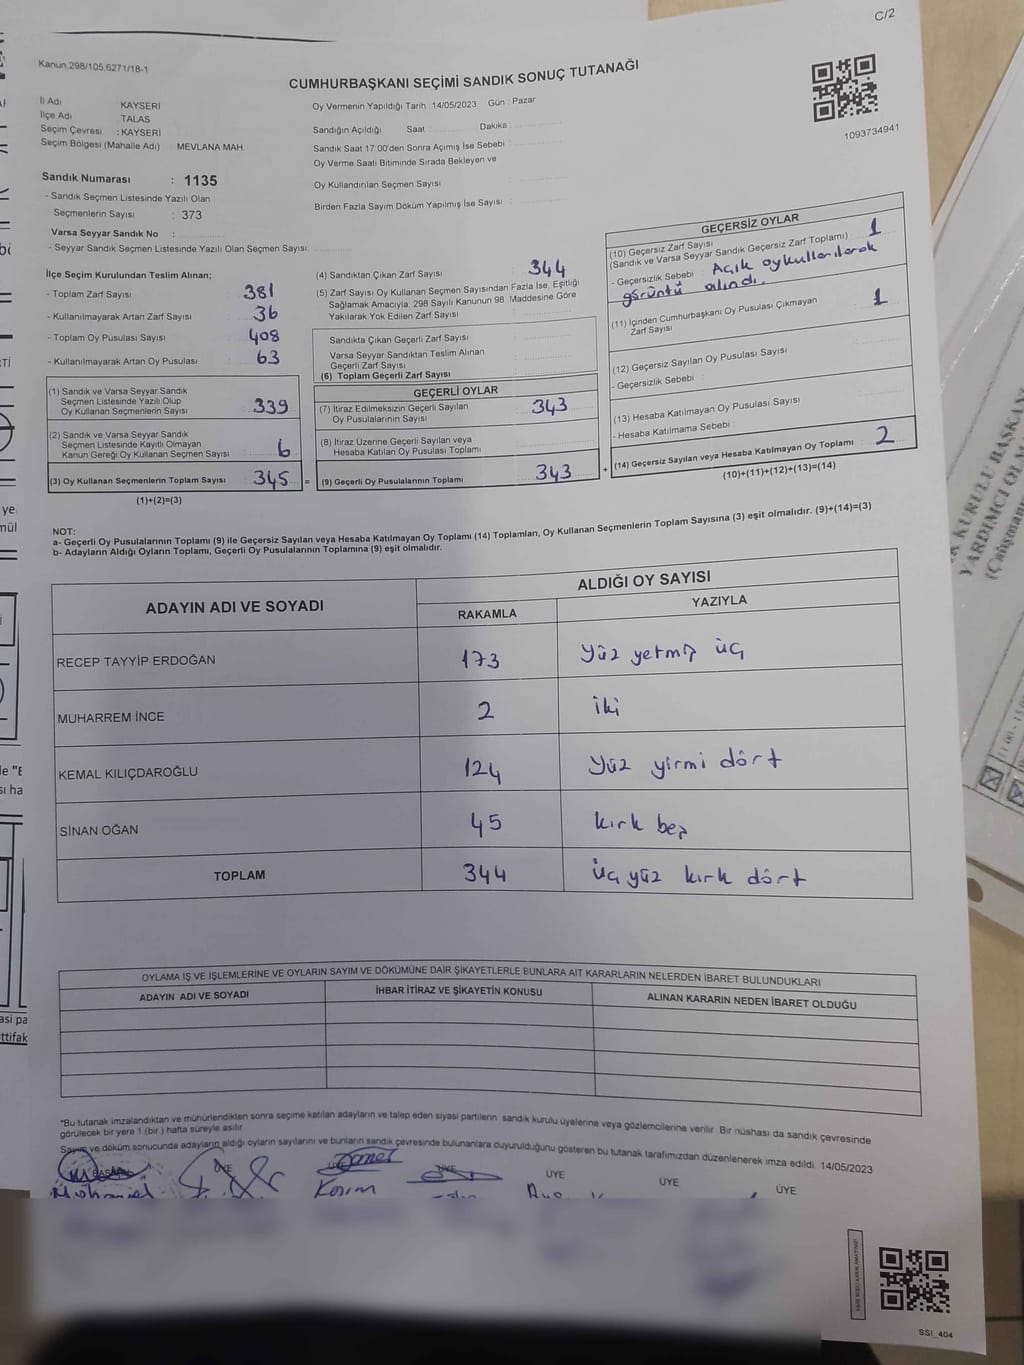 C/2
Kanun:298/105,6271/18-1
CUMHURBAŞKANI SEÇİMİ SANDIK SONUÇ TUTANAĞI
1093734941
İl Adı KAYSERİ
İlçe Adı TALAS
Seçim Çevresi : KAYSERİ
Seçim Bölgesi (Mahalle Adı) MEVLANA MAH.
Oy Vermenin Yapıldığı Tarih : 14/05/2023 Gün : Pazar
Sandığın Açıldığı Saat Dakika :
Sandık Saat 17:00'den Sonra Açımış İse Sebebi :
Oy Verme Saati Bitiminde Sırada Bekleyen ve
Oy Kullandırılan Seçmen Sayısı
Birden Fazla Sayım Döküm Yapılmış İse Sayısı :
Sandık Numarası : 1135
- Sandık Seçmen Listesinde Yazılı Olan
Seçmenlerin Sayısı : 373
Varsa Seyyar Sandık No :
- Seyyar Sandık Seçmen Listesinde Yazılı Olan Seçmen Sayısı:
İlçe Seçim Kurulundan Teslim Alınan;
- Toplam Zarf Sayısı 381
- Kullanılmayarak Artan Zarf Sayısı 36
- Toplam Oy Pusulası Sayısı 408
- Kullanılmayarak Artan Oy Pusulası 63
(1) Sandık ve Varsa Seyyar Sandık
Seçmen Listesinde Yazılı Olup
Oy Kullanan Seçmenlerin Sayısı 339
(2) Sandık ve Varsa Seyyar Sandık
Seçmen Listesinde Kayıtlı Olmayan
Kanun Gereği Oy Kullanan Seçmen Sayısı 6
(3) Oy Kullanan Seçmenlerin Toplam Sayısı 345 =
(1)+(2)=(3)
(4) Sandıktan Çıkan Zarf Sayısı 344
(5) Zarf Sayısı Oy Kullanan Seçmen Sayısından Fazla İse, Eşitliği
Sağlamak Amacıyla; 298 Sayılı Kanunun 98. Maddesine Göre
Yakılarak Yok Edilen Zarf Sayısı
Sandıkta Çıkan Geçerli Zarf Sayısı
Varsa Seyyar Sandıktan Teslim Alınan
Geçerli Zarf Sayısı
(6) Toplam Geçerli Zarf Sayısı
GEÇERLİ OYLAR
(7) İtiraz Edilmeksizin Geçerli Sayılan
Oy Pusulalarının Sayısı 343
(8) İtiraz Üzerine Geçerli Sayılan veya
Hesaba Katılan Oy Pusulası Toplamı
(9) Geçerli Oy Pusulalarının Toplamı 343 +
GEÇERSİZ OYLAR
(10) Geçersiz Zarf Sayısı
(Sandık ve Varsa Seyyar Sandık Geçersiz Zarf Toplamı) : 1
- Geçersizlik Sebebi : Açık oy kullanılarak
görüntü alındı.
(11) İçinden Cumhurbaşkanı Oy Pusulası Çıkmayan
Zarf Sayısı 1
(12) Geçersiz Sayılan Oy Pusulası Sayısı
- Geçersizlik Sebebi :
(13) Hesaba Katılmayan Oy Pusulası Sayısı
- Hesaba Katılmama Sebebi :
(14) Geçersiz Sayılan veya Hesaba Katılmayan Oy Toplamı 2
(10)+(11)+(12)+(13)=(14)
NOT:
a- Geçerli Oy Pusulalarının Toplamı (9) ile Geçersiz Sayılan veya Hesaba Katılmayan Oy Toplamı (14) Toplamları, Oy Kullanan Seçmenlerin Toplam Sayısına (3) eşit olmalıdır. (9)+(14)=(3)
b- Adayların Aldığı Oyların Toplamı, Geçerli Oy Pusulalarının Toplamına (9) eşit olmalıdır.
ADAYIN ADI VE SOYADI ALDIĞI OY SAYISI
RAKAMLA YAZIYLA
RECEP TAYYİP ERDOĞAN 173 Yüz yetmiş üç
MUHARREM İNCE 2 iki
KEMAL KILIÇDAROĞLU 124 Yüz yirmi dört
SİNAN OĞAN 45 kırk beş
TOPLAM 344 üç yüz kırk dört
OYLAMA İŞ VE İŞLEMLERİNE VE OYLARIN SAYIM VE DÖKÜMÜNE DAİR ŞİKAYETLERLE BUNLARA AİT KARARLARIN NELERDEN İBARET BULUNDUKLARI
ADAYIN ADI VE SOYADI İHBAR İTİRAZ VE ŞİKAYETİN KONUSU ALINAN KARARIN NEDEN İBARET OLDUĞU
*Bu tutanak imzalandıktan ve mühürlendikten sonra seçime katılan adayların ve talep eden siyasi partilerin sandık kurulu üyelerine veya gözlemcilerine verilir. Bir nüshası da sandık çevresinde
görülecek bir yere 1 (bir) hafta süreyle asılır.
Sayım ve döküm sonucunda adayların aldığı oyların sayılarını ve bunların sandık çevresinde bulunanlara duyurulduğunu gösteren bu tutanak tarafımızdan düzenlenerek imza edildi. 14/05/2023
BAŞKAN ÜYE ÜYE ÜYE ÜYE ÜYE ÜYE
SSI_404
K KURULU BAŞKANI
YARDIMCI OL
(Çalışmanı